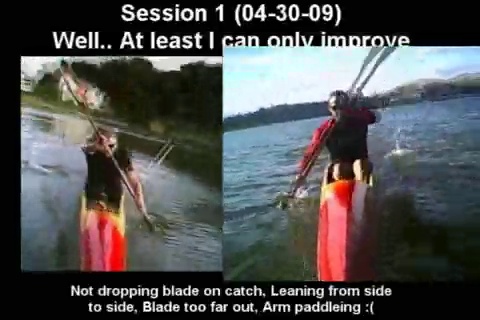 Session 1 (04-30-09)
Well.. At least I can only improve
Not dropping blade on catch, Leaning from side
to side, Blade too far out, Arm paddleing :(